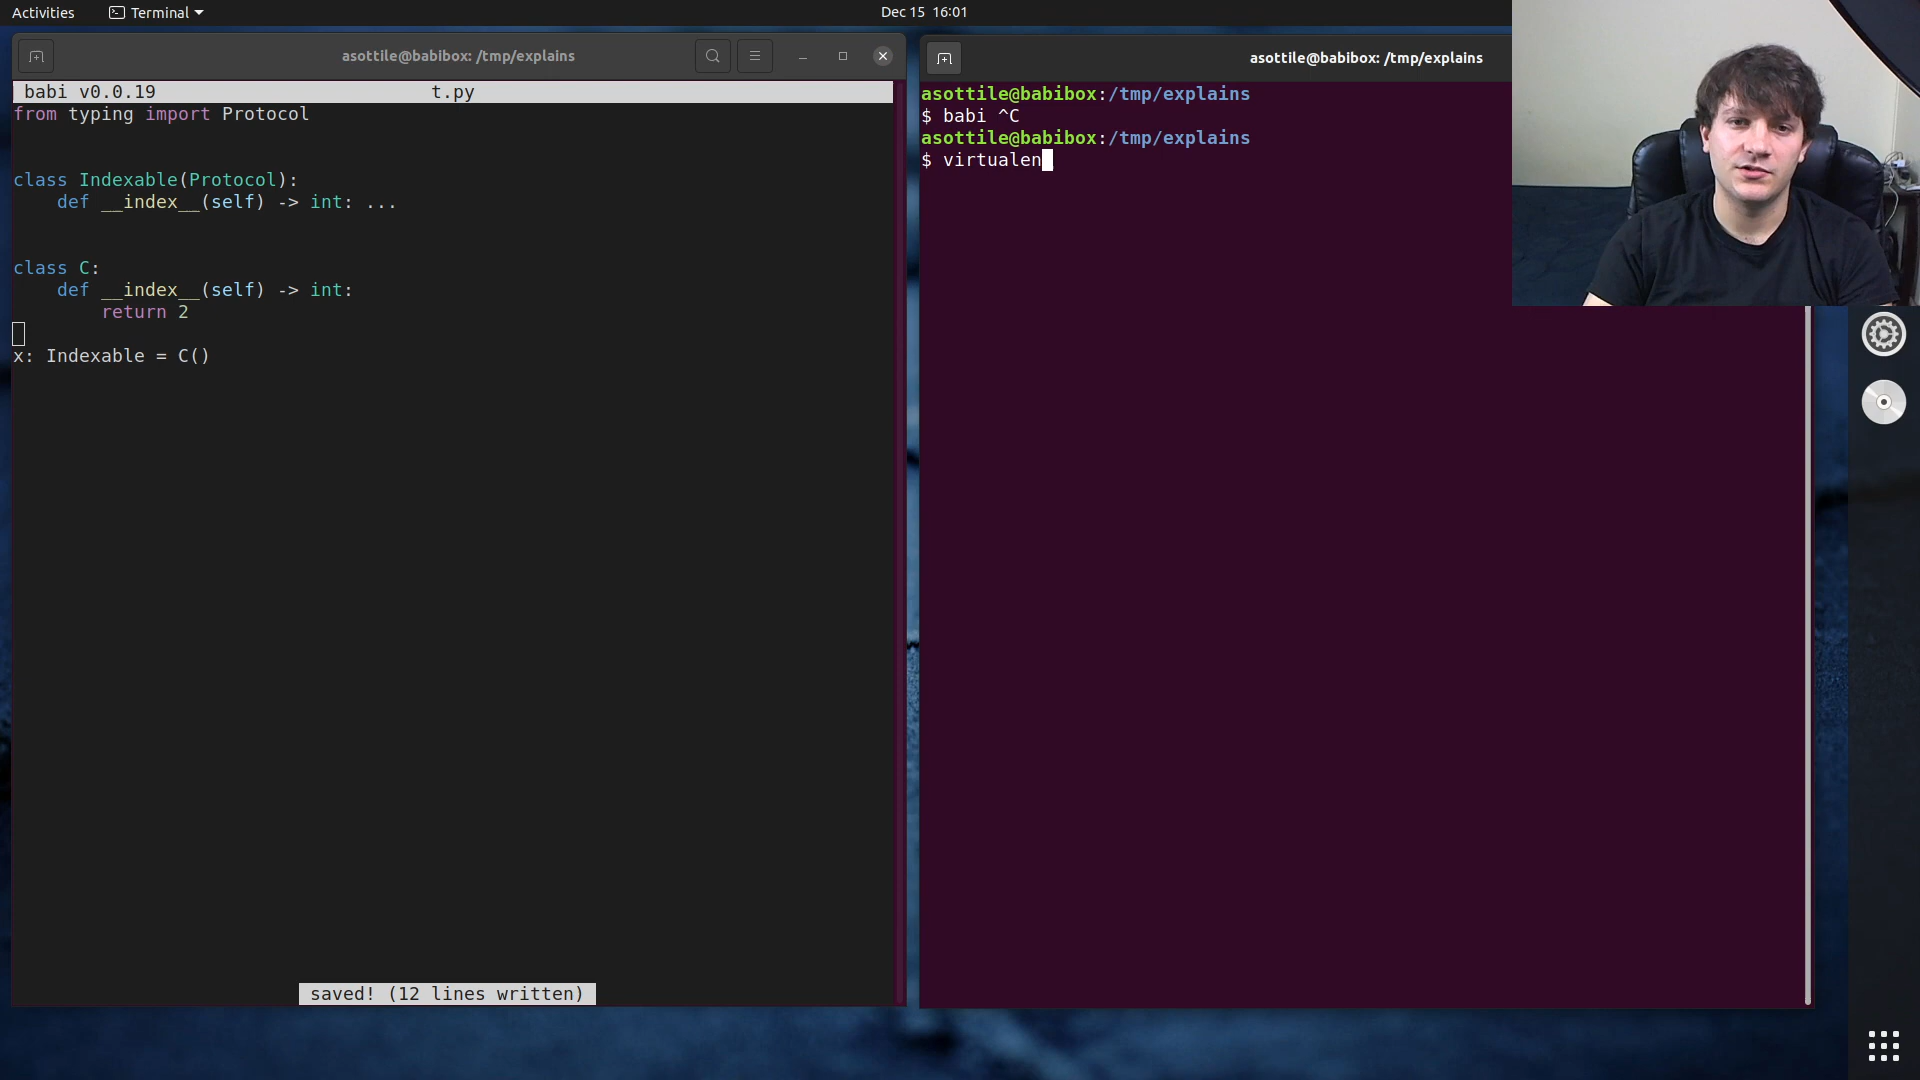 Activities Terminal Dec 15 16:01
asottile@babibox: /tmp/explains
babi v0.0.19 t.py
from typing import Protocol
class Indexable(Protocol):
    def __index__(self) -> int: ...
class C:
    def __index__(self) -> int:
        return 2
x: Indexable = C()
saved! (12 lines written)
asottile@babibox: /tmp/explains
asottile@babibox:/tmp/explains
$ babi ^C
asottile@babibox:/tmp/explains
$ virtualen